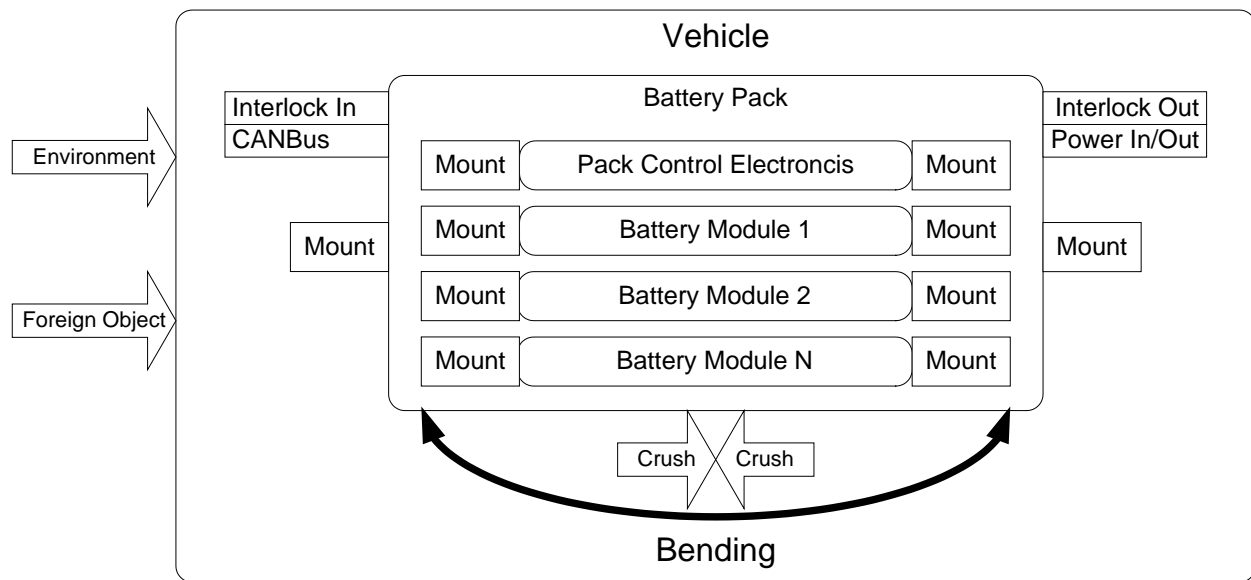 Vehicle
Battery Pack
Interlock In
CANBus
Interlock Out
Power In/Out
Environment
Mount
Pack Control Electroncis
Mount
Mount
Battery Module 1
Mount
Mount
Mount
Mount
Battery Module 2
Mount
Foreign Object
Mount
Battery Module N
Mount
Crush
Crush
Bending